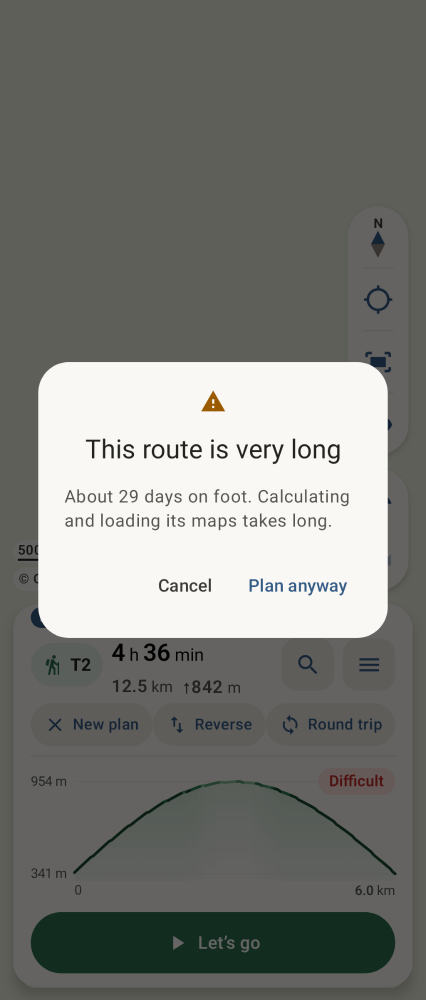 N
This route is very long
About 29 days on foot. Calculating
and loading its maps takes long.
Cancel
Plan anyway
500
©
T2
4 h 36 min
12.5 km ↑842 m
New plan
Reverse
Round trip
954 m
Difficult
341 m
0
6.0 km
Let’s go